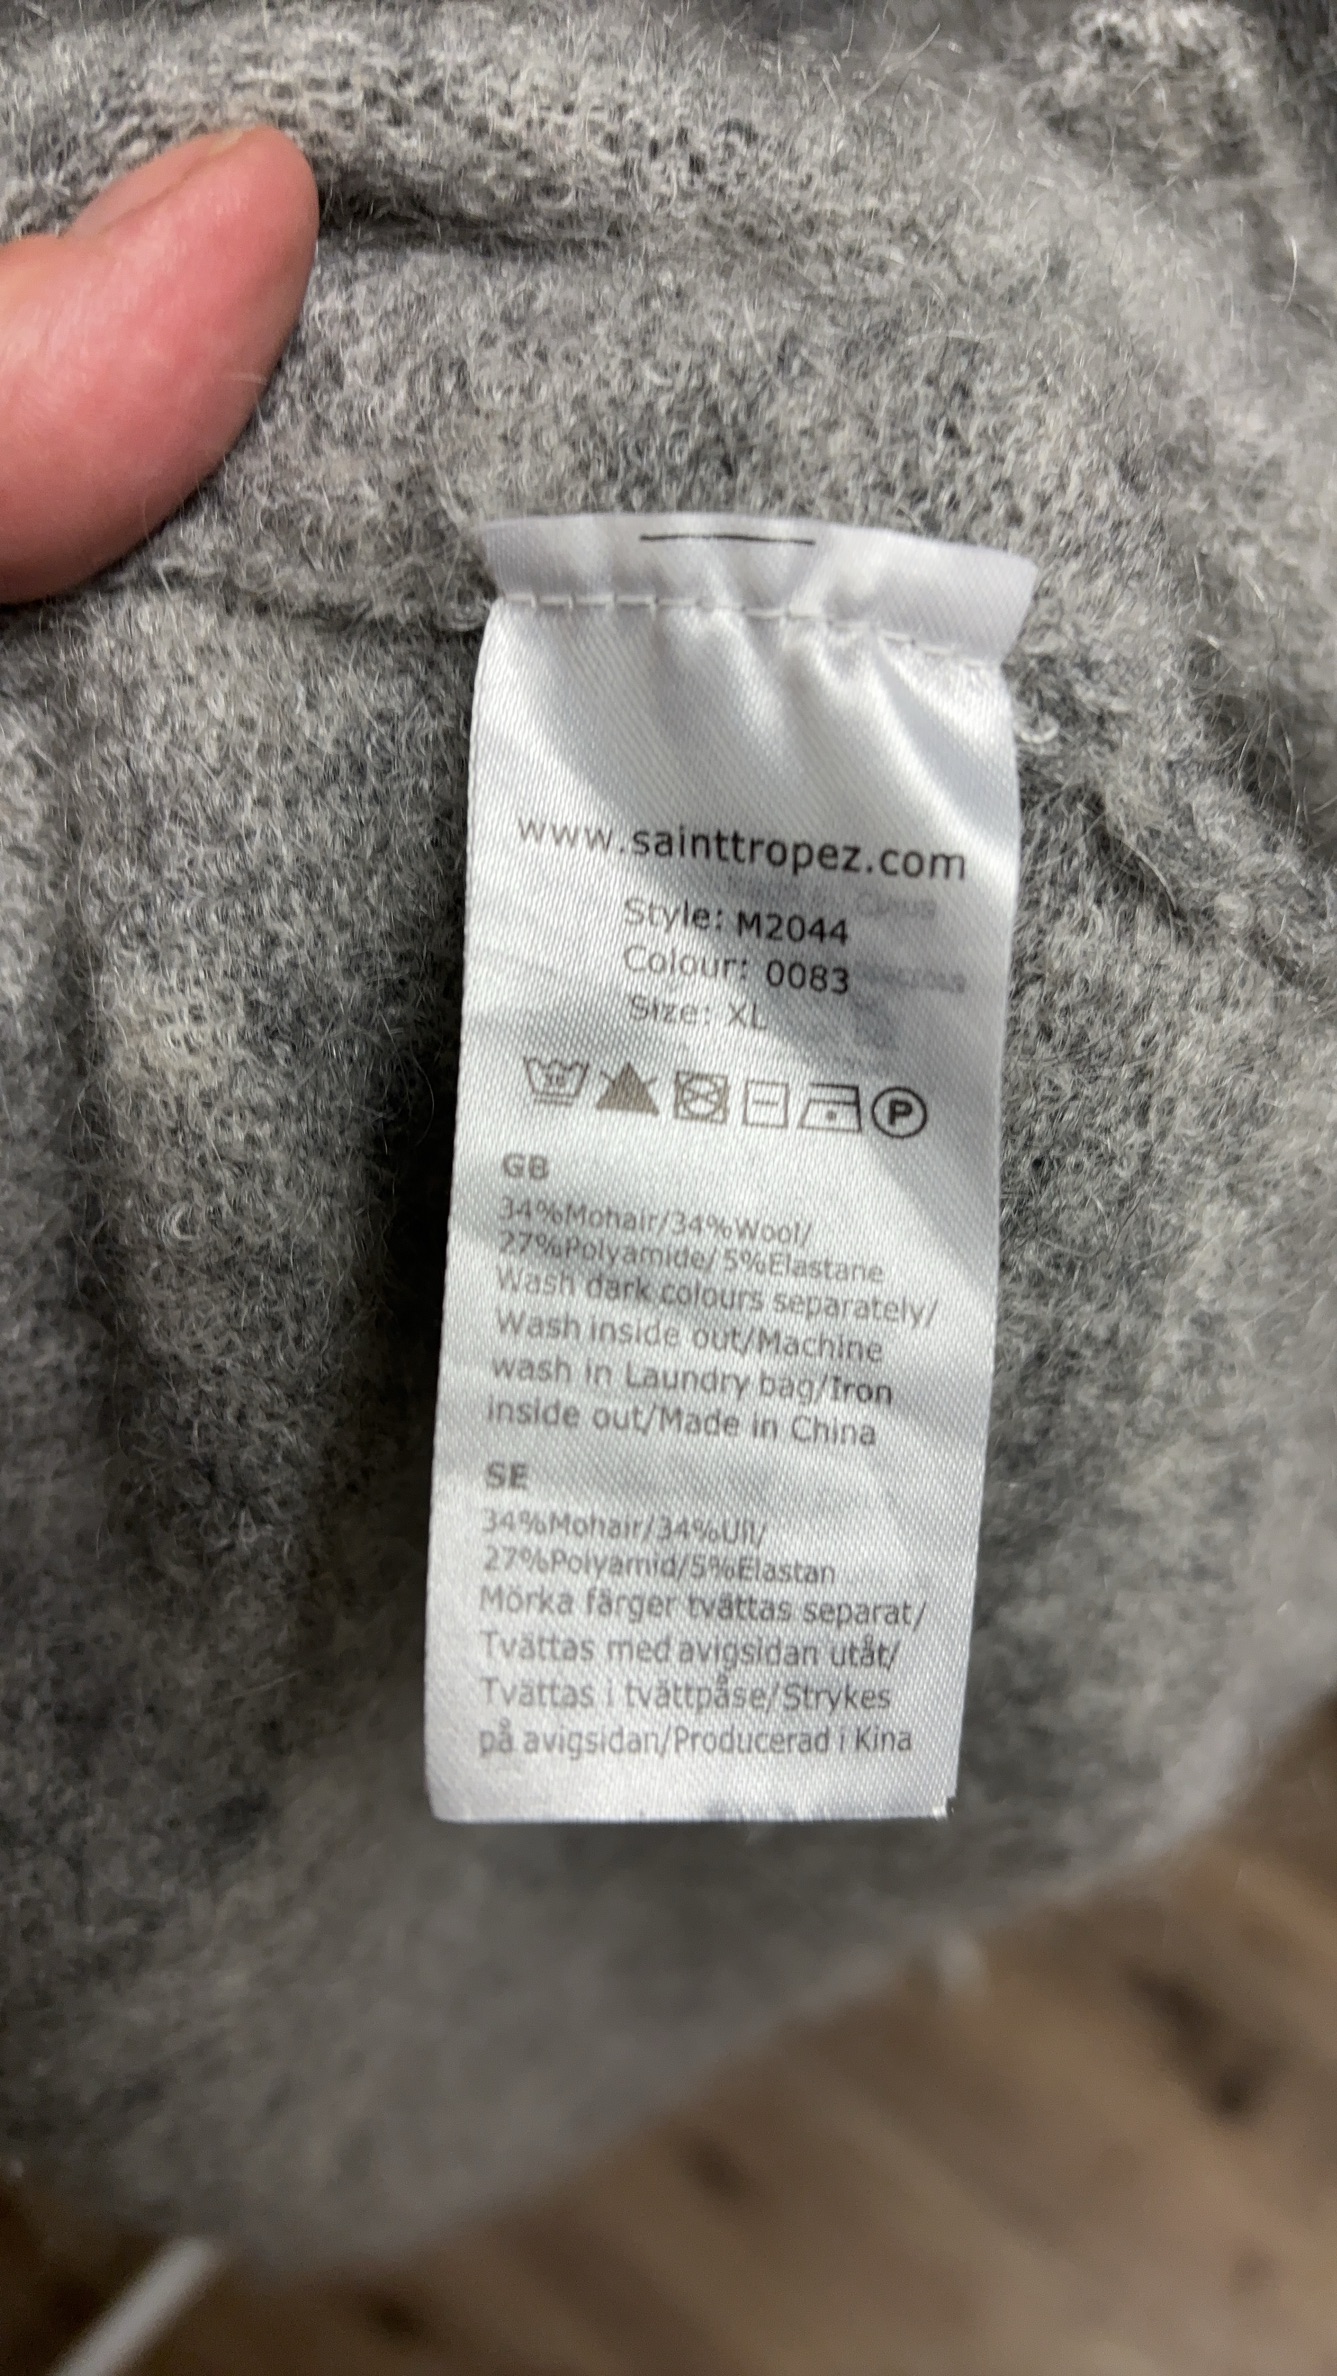 www.sainttropez.com
Style: M2044
Colour: 0083
Size: XL
P
GB
34%Mohair/34%Wool/
27%Polyamide/5%Elastane
Wash dark colours separately/
Wash inside out/Machine
wash in Laundry bag/Iron
inside out/Made in China
SE
34%Mohair/34%Ull/
27%Polyamid/5%Elastan
Mörka färger tvättas separat/
Tvättas med avigsidan utåt/
Tvättas i tvättpåse/Strykes
på avigsidan/Producerad i Kina